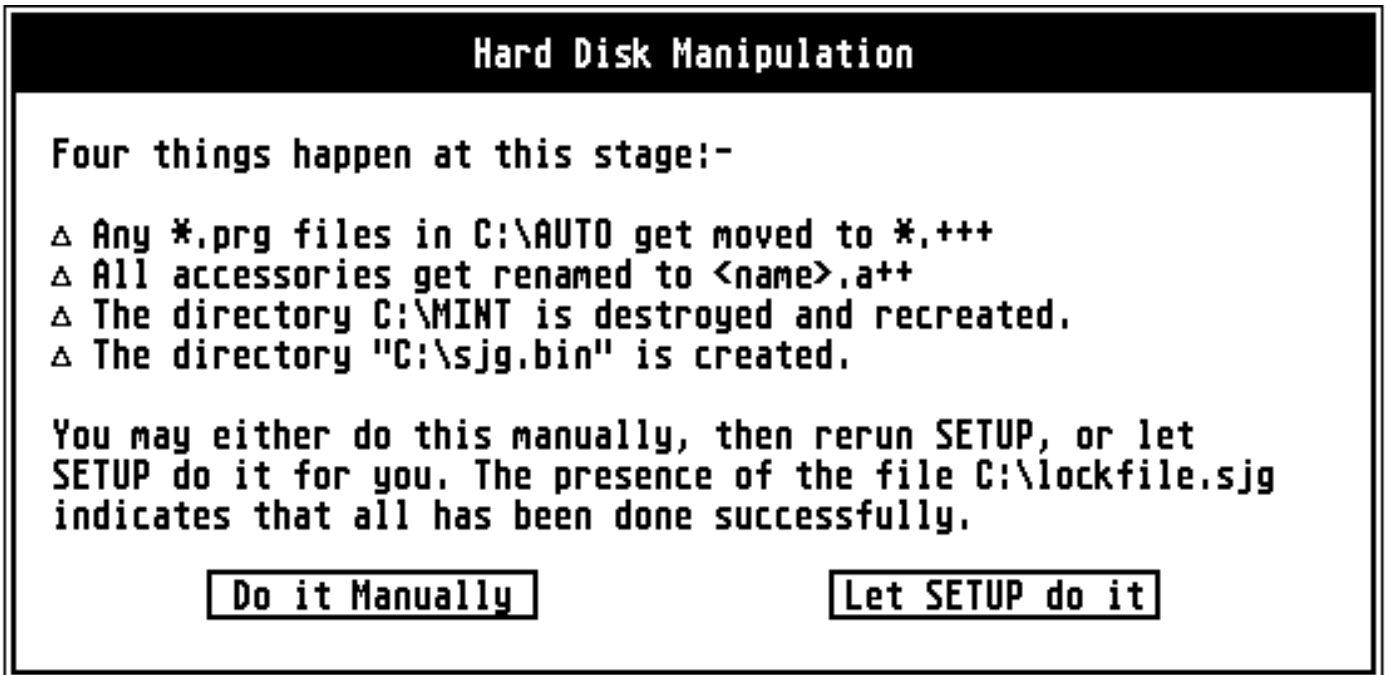 Hard Disk Manipulation
Four things happen at this stage:-
△ Any *.prg files in C:\AUTO get moved to *.+++
△ All accessories get renamed to <name>.a++
△ The directory C:\MINT is destroyed and recreated.
△ The directory "C:\sjg.bin" is created.
You may either do this manually, then rerun SETUP, or let
SETUP do it for you. The presence of the file C:\lockfile.sjg
indicates that all has been done successfully.
Do it Manually
Let SETUP do it